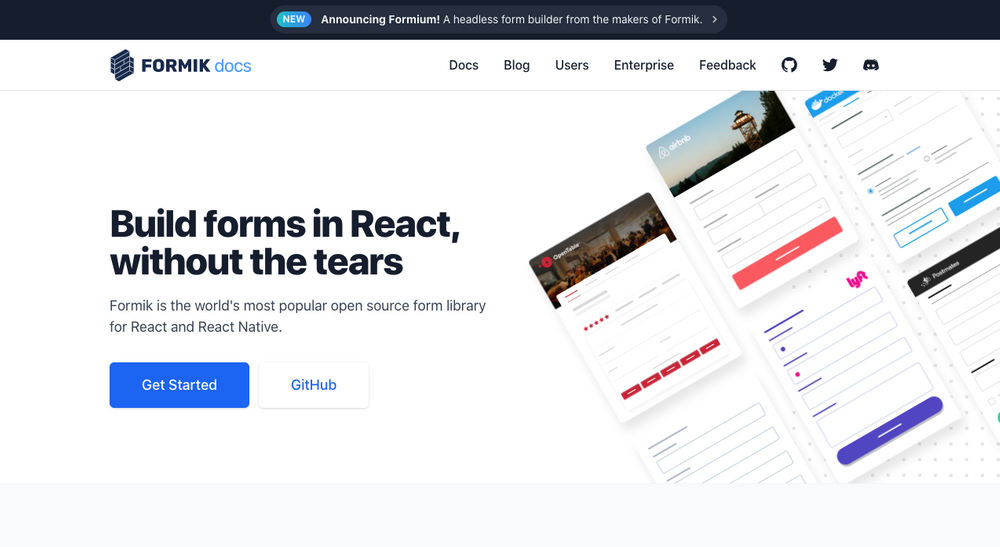 NEW Announcing Formium! A headless form builder from the makers of Formik.
FORMIK docs
Docs Blog Users Enterprise Feedback
Build forms in React,
without the tears
Formik is the world's most popular open source form library
for React and React Native.
Get Started GitHub
airbnb
docker
OpenTable
lyft
Postmates